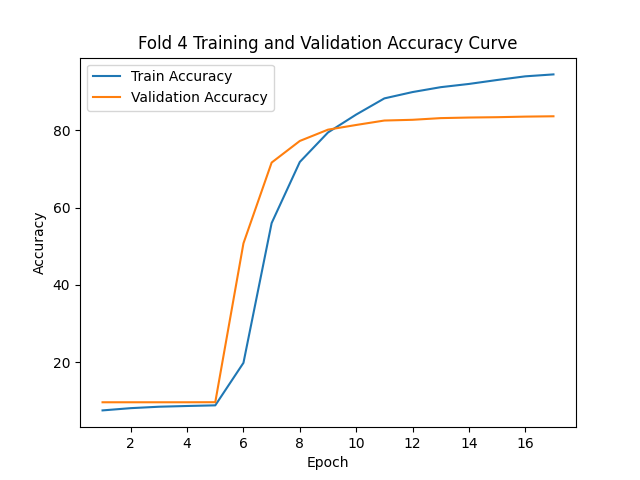 Fold 4 Training and Validation Accuracy Curve
Train Accuracy
Validation Accuracy
80
60
40
20
Accuracy
2 4 6 8 10 12 14 16
Epoch